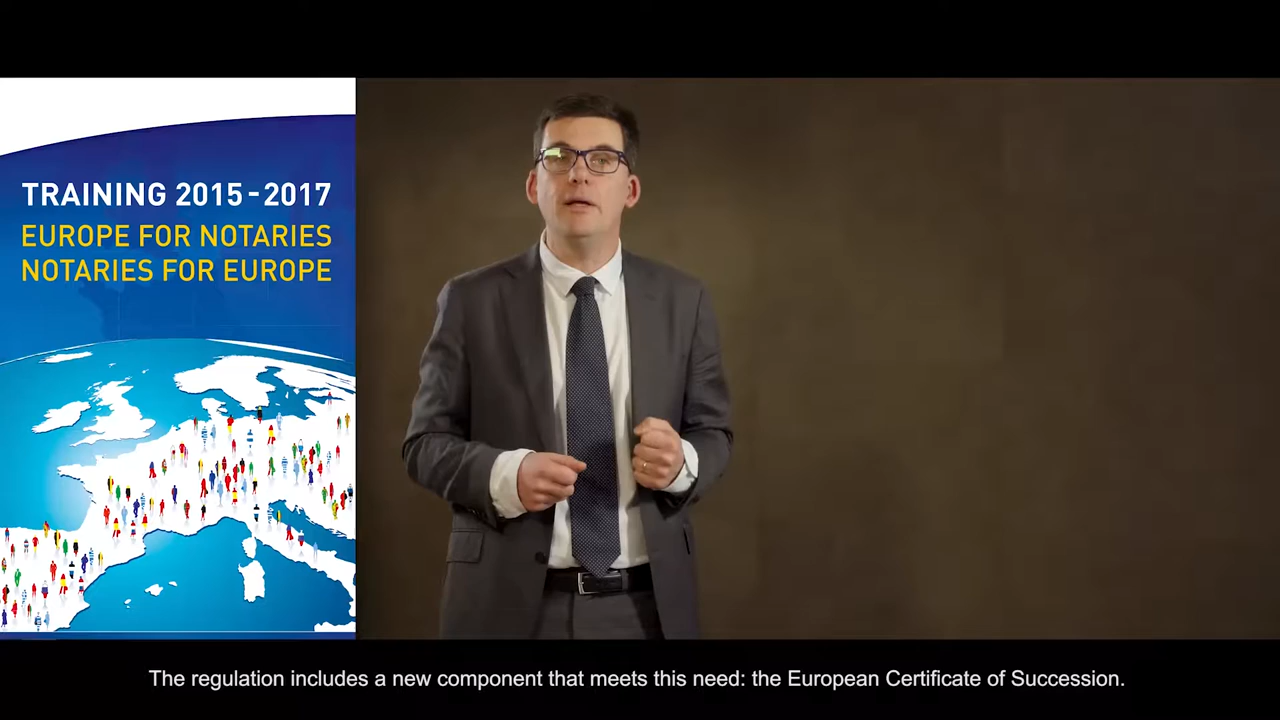 TRAINING 2015-2017
EUROPE FOR NOTARIES
NOTARIES FOR EUROPE
The regulation includes a new component that meets this need: the European Certificate of Succession.